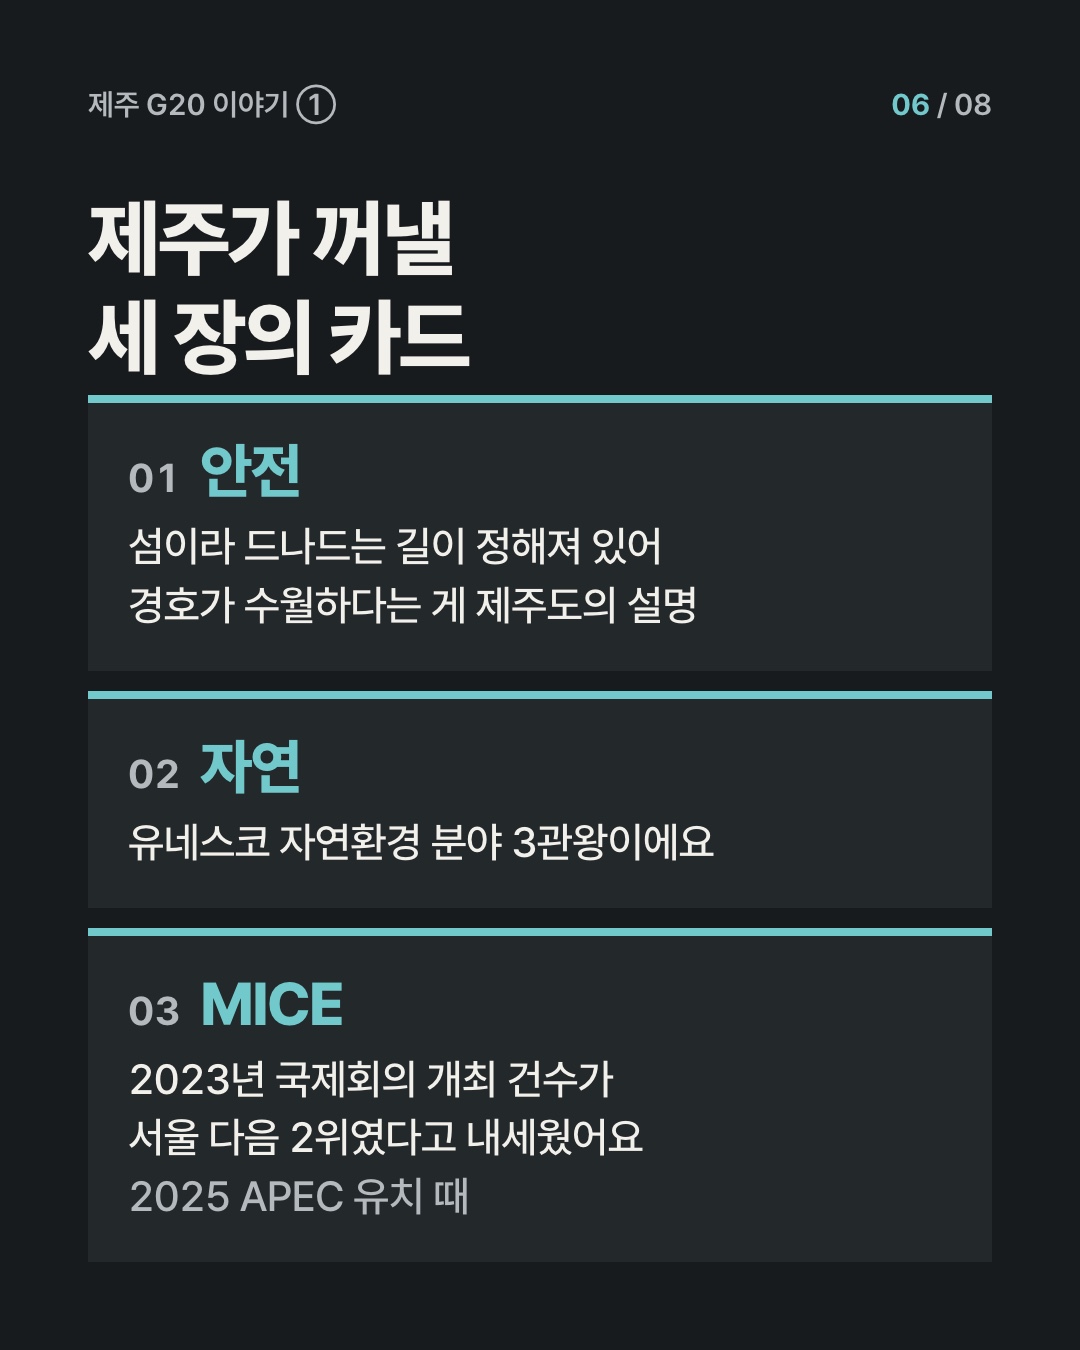 제주 G20 이야기 ①
06 / 08
제주가 꺼낼
세 장의 카드
01 안전
섬이라 드나드는 길이 정해져 있어
경호가 수월하다는 게 제주도의 설명
02 자연
유네스코 자연환경 분야 3관왕이에요
03 MICE
2023년 국제회의 개최 건수가
서울 다음 2위였다고 내세웠어요
2025 APEC 유치 때